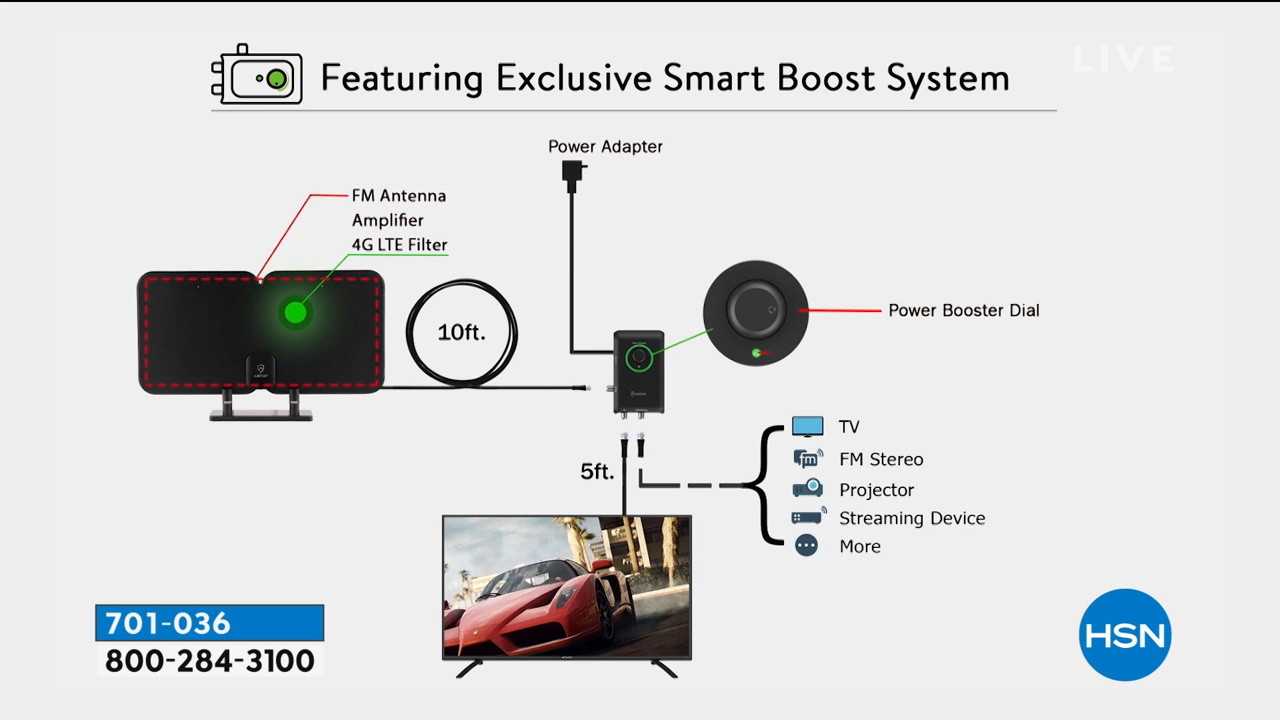 LIVE
Featuring Exclusive Smart Boost System
Power Adapter
FM Antenna
Amplifier
4G LTE Filter
10ft.
Power Booster Dial
5ft.
TV
fm
FM Stereo
Projector
Streaming Device
More
701-036
800-284-3100
HSN